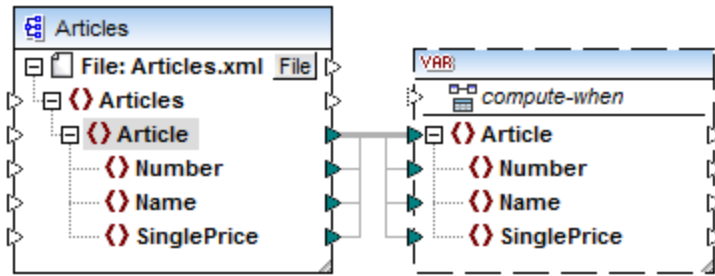 Articles
File: Articles.xml File
Articles
Article
Number
Name
SinglePrice
VAR
compute-when
Article
Number
Name
SinglePrice